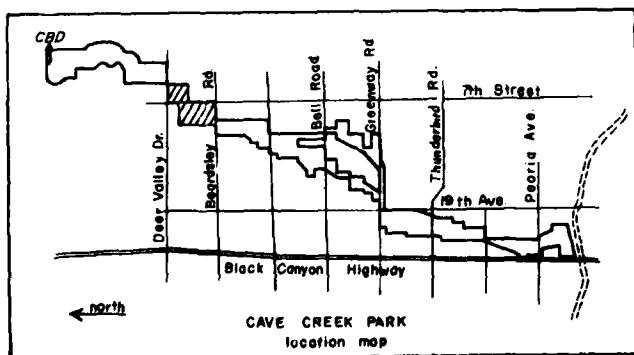 CBD
Deer Valley Dr.
Beardsley Rd.
Bell Road
Greenway Rd
Thunderbird Rd.
7th Street
Peoria Ave.
19th Ave.
Black Canyon Highway
north
CAVE CREEK PARK
location map